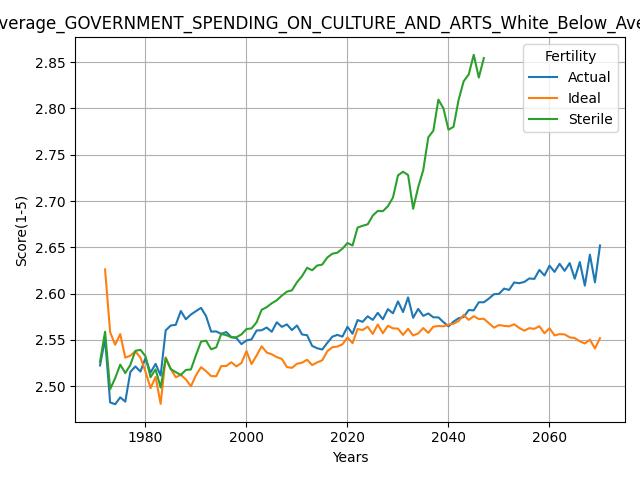 verage_GOVERNMENT_SPENDING_ON_CULTURE_AND_ARTS_White_Below_Ave
Fertility
Actual
Ideal
Sterile
Score(1-5)
2.85
2.80
2.75
2.70
2.65
2.60
2.55
2.50
1980
2000
2020
2040
2060
Years